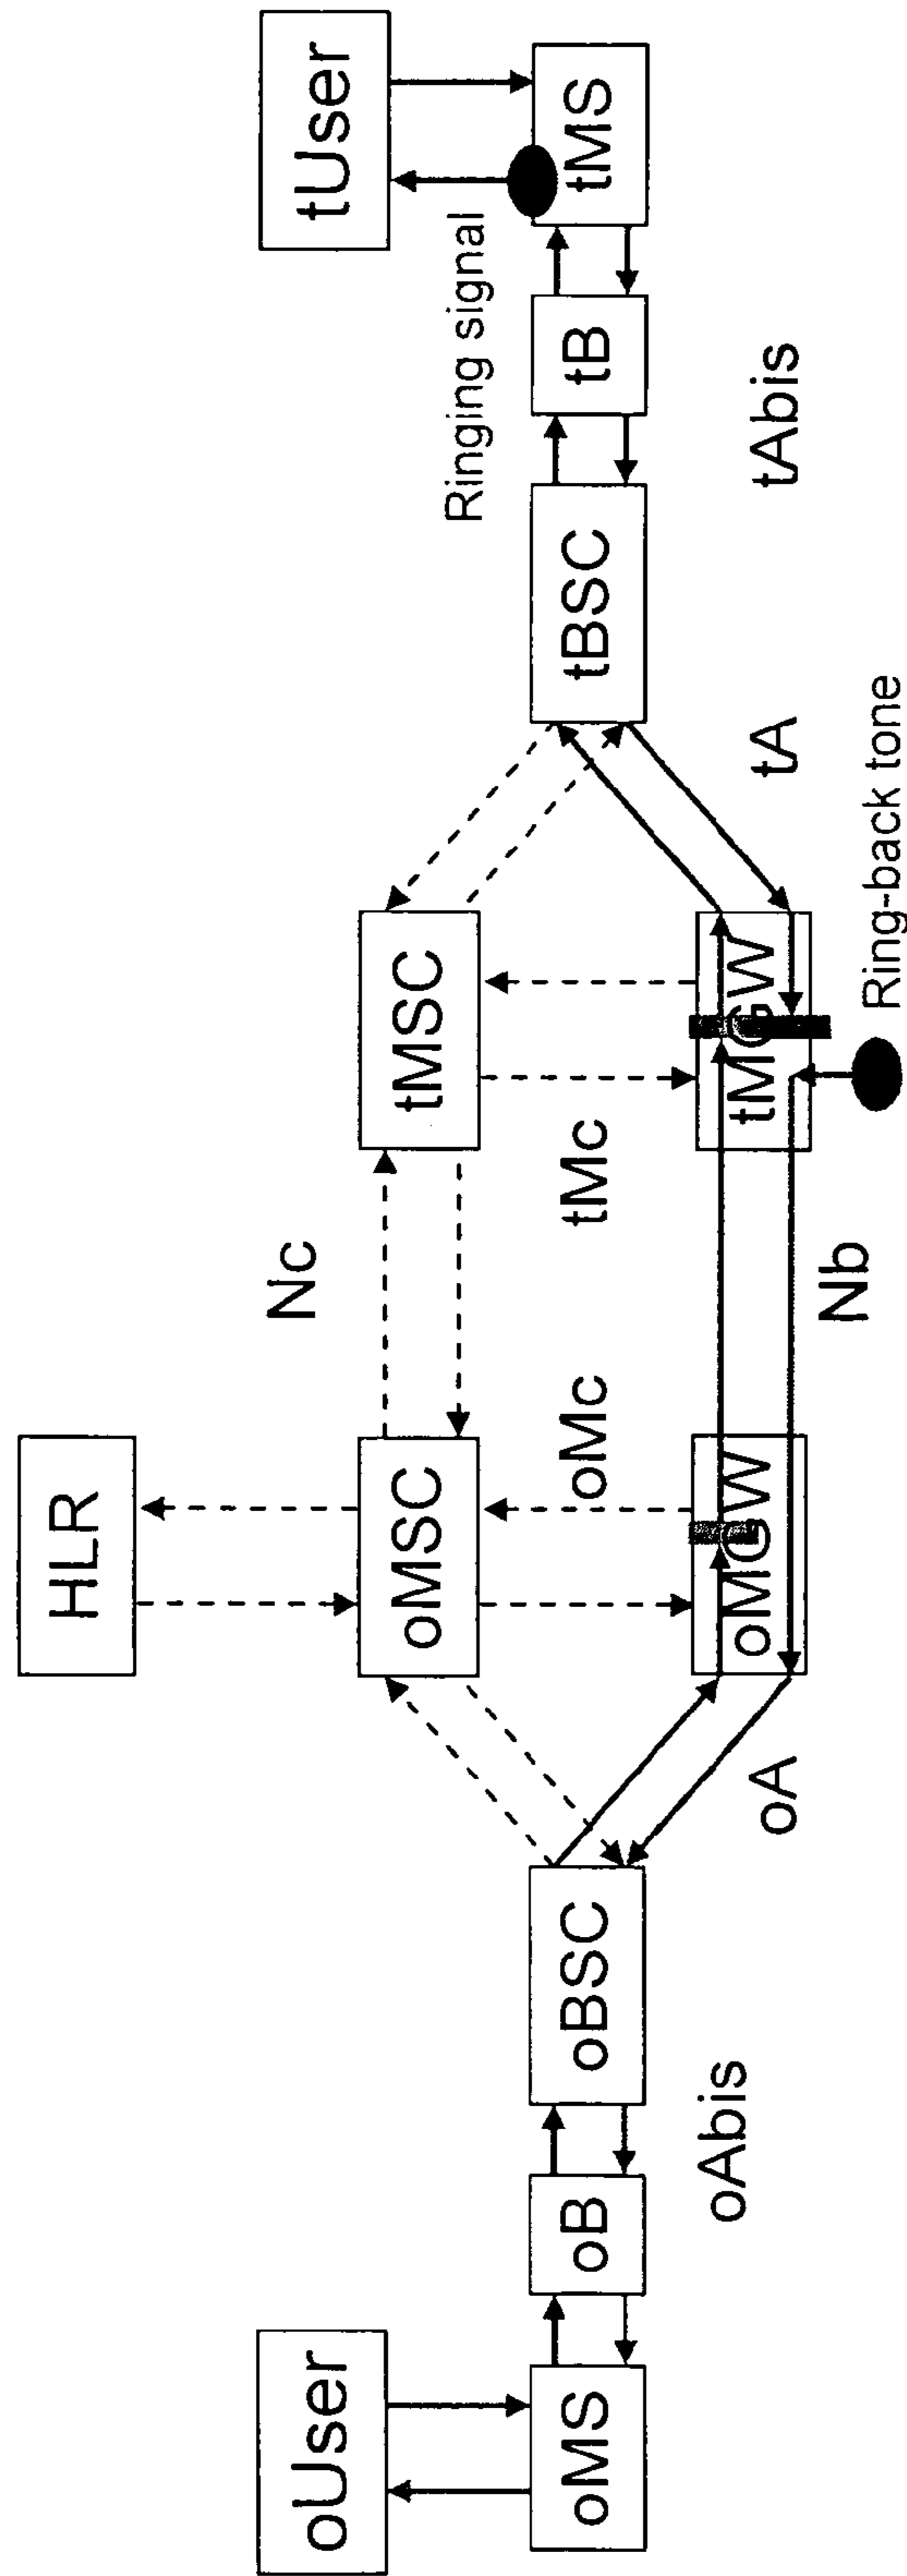 HLR
oUser
tUser
Nc
oMSC
tMSC
Ringing signal
oMS
oB
oBSC
tBSC
tB
tMS
oMc
tMc
oAbis
oA
oMGW
tMGW
tA
tAbis
Nb
Ring-back tone